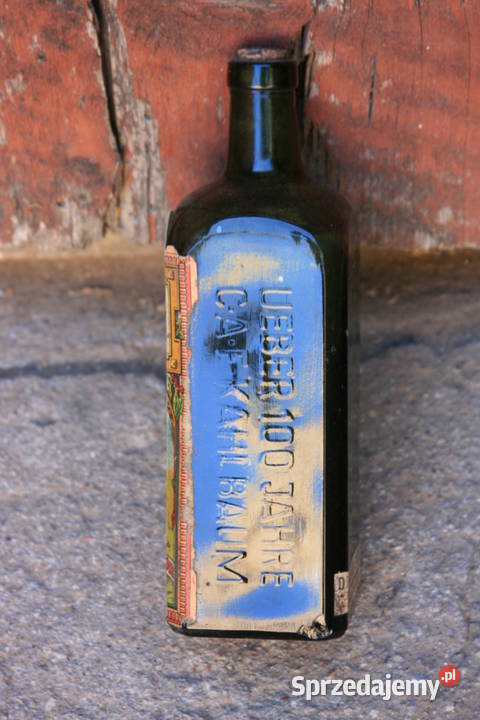 UEBER 100 JAHRE
C·A·F· KAHLBAUM
D
Sprzedajemy.pl